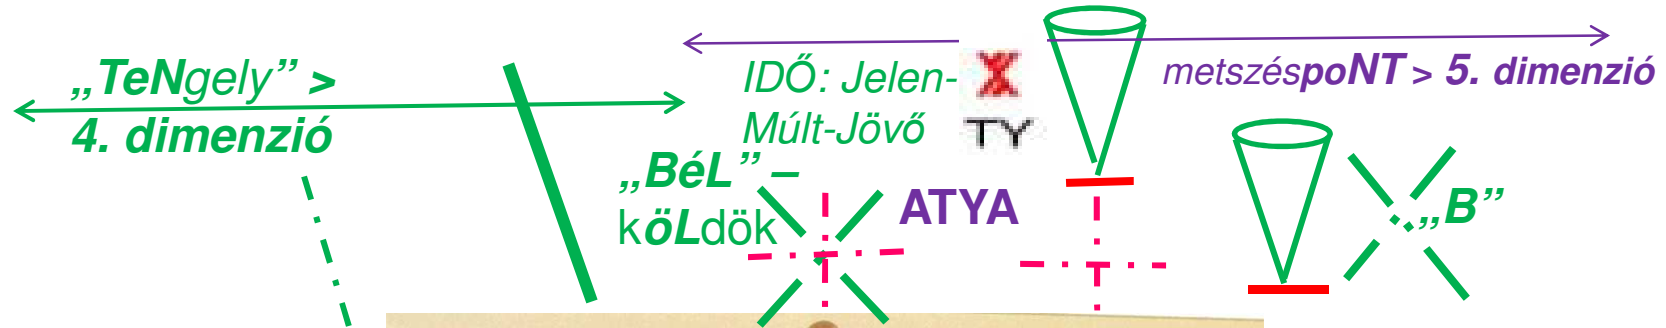 „TeNgely” >
4. dimenzió
IDŐ: Jelen-
Múlt-Jövő
X
TY
metszéspoNT > 5. dimenzió
„BéL” –
köLdök
ATYA
„B”